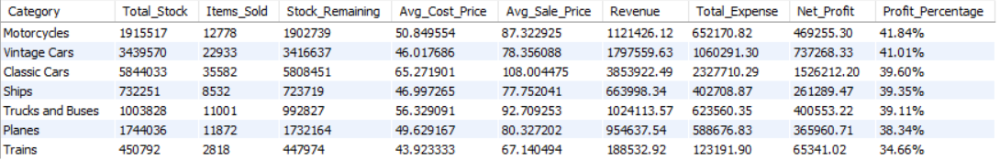 Category Total_Stock Items_Sold Stock_Remaining Avg_Cost_Price Avg_Sale_Price Revenue Total_Expense Net_Profit Profit_Percentage
Motorcycles 1915517 12778 1902739 50.849554 87.322925 1121426.12 652170.82 469255.30 41.84%
Vintage Cars 3439570 22933 3416637 46.017686 78.356088 1797559.63 1060291.30 737268.33 41.01%
Classic Cars 5844033 35582 5808451 65.271901 108.004475 3853922.49 2327710.29 1526212.20 39.60%
Ships 732251 8532 723719 46.997265 77.752041 663998.34 402708.87 261289.47 39.35%
Trucks and Buses 1003828 11001 992827 56.329091 92.709253 1024113.57 623560.35 400553.22 39.11%
Planes 1744036 11872 1732164 49.629167 80.327202 954637.54 588676.83 365960.71 38.34%
Trains 450792 2818 447974 43.923333 67.140494 188532.92 123191.90 65341.02 34.66%